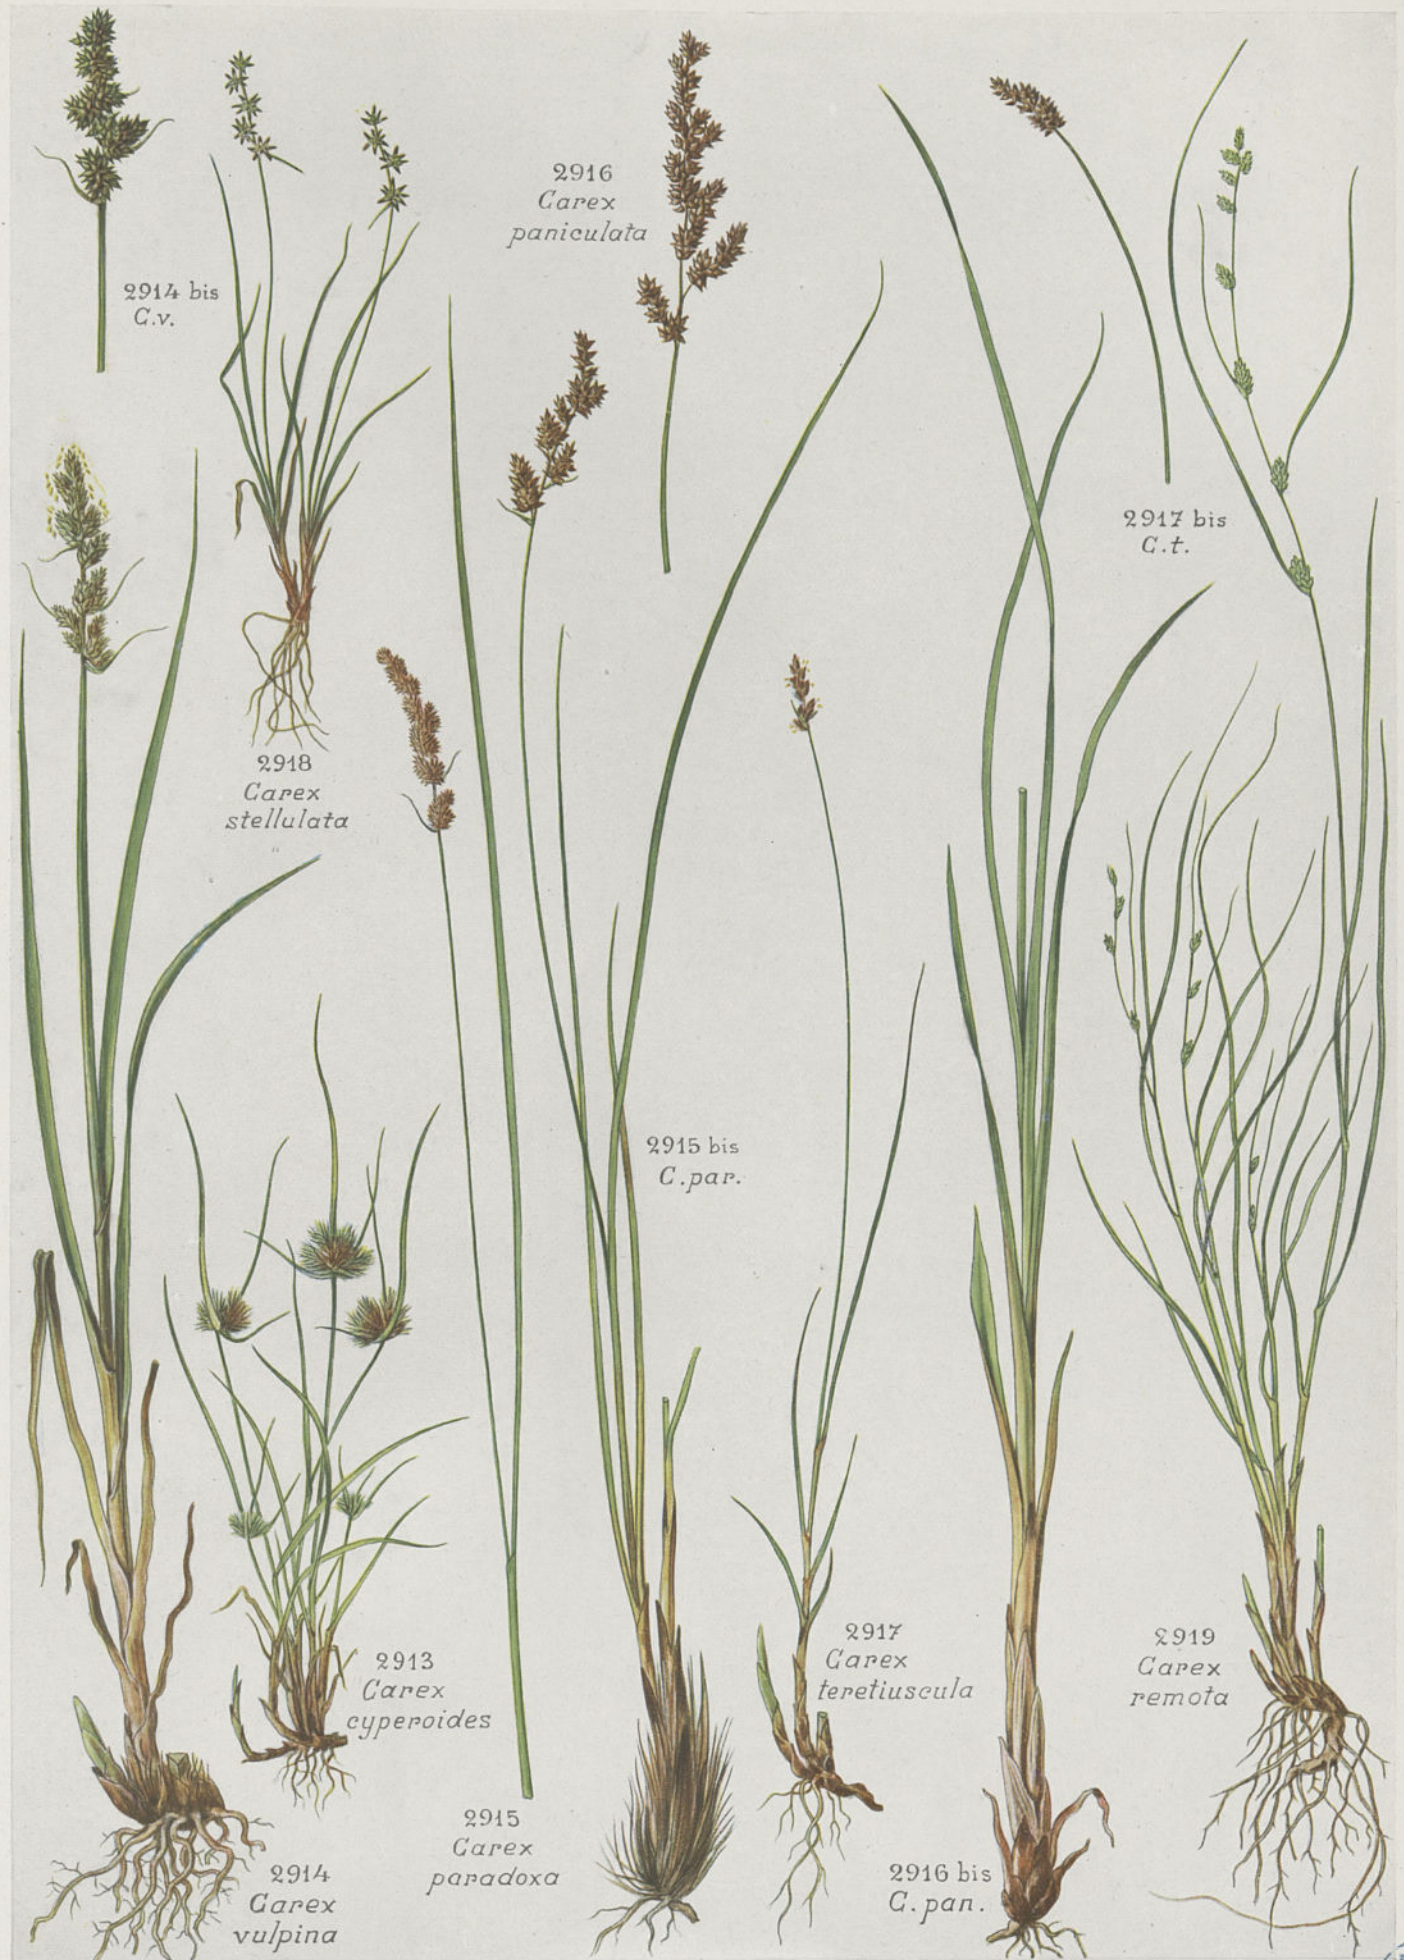 2916
Carex
paniculata
2914 bis
C.v.
2917 bis
C.t.
2918
Carex
stellulata
2915 bis
C.par.
2913
Carex
cyperoides
2917
Carex
teretiuscula
2919
Carex
remota
2915
Carex
paradoxa
2914
Carex
vulpina
2916 bis
C.pan.